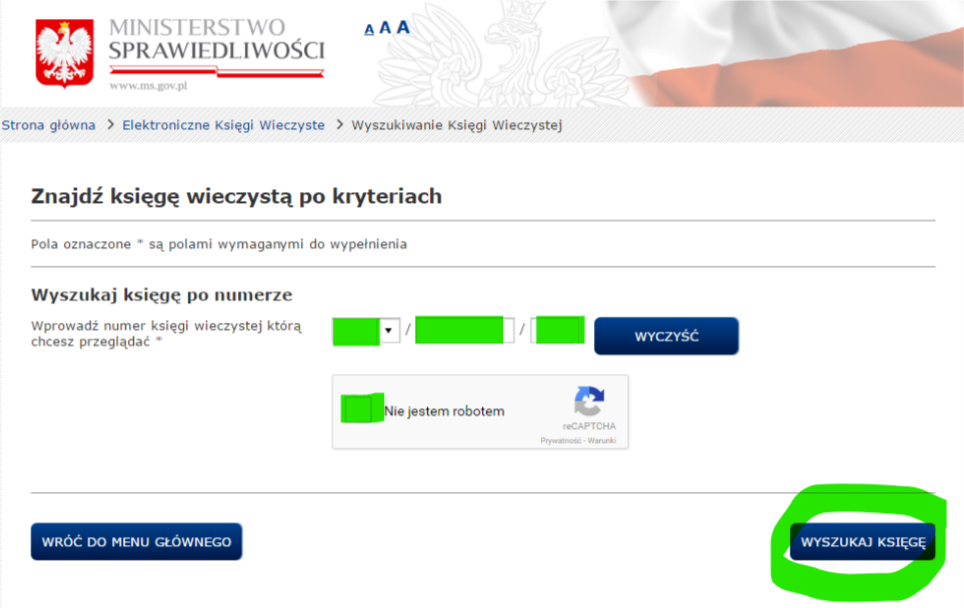 MINISTERSTWO
SPRAWIEDLIWOŚCI
www.ms.gov.pl
A A A
Strona główna > Elektroniczne Księgi Wieczyste > Wyszukiwanie Księgi Wieczystej
Znajdź księgę wieczystą po kryteriach
Pola oznaczone * są polami wymaganymi do wypełnienia
Wyszukaj księgę po numerze
Wprowadź numer księgi wieczystej którą
chcesz przeglądać *
/ /
WYCZYŚĆ
Nie jestem robotem
reCAPTCHA
Prywatność - Warunki
WRÓĆ DO MENU GŁÓWNEGO
WYSZUKAJ KSIĘGĘ